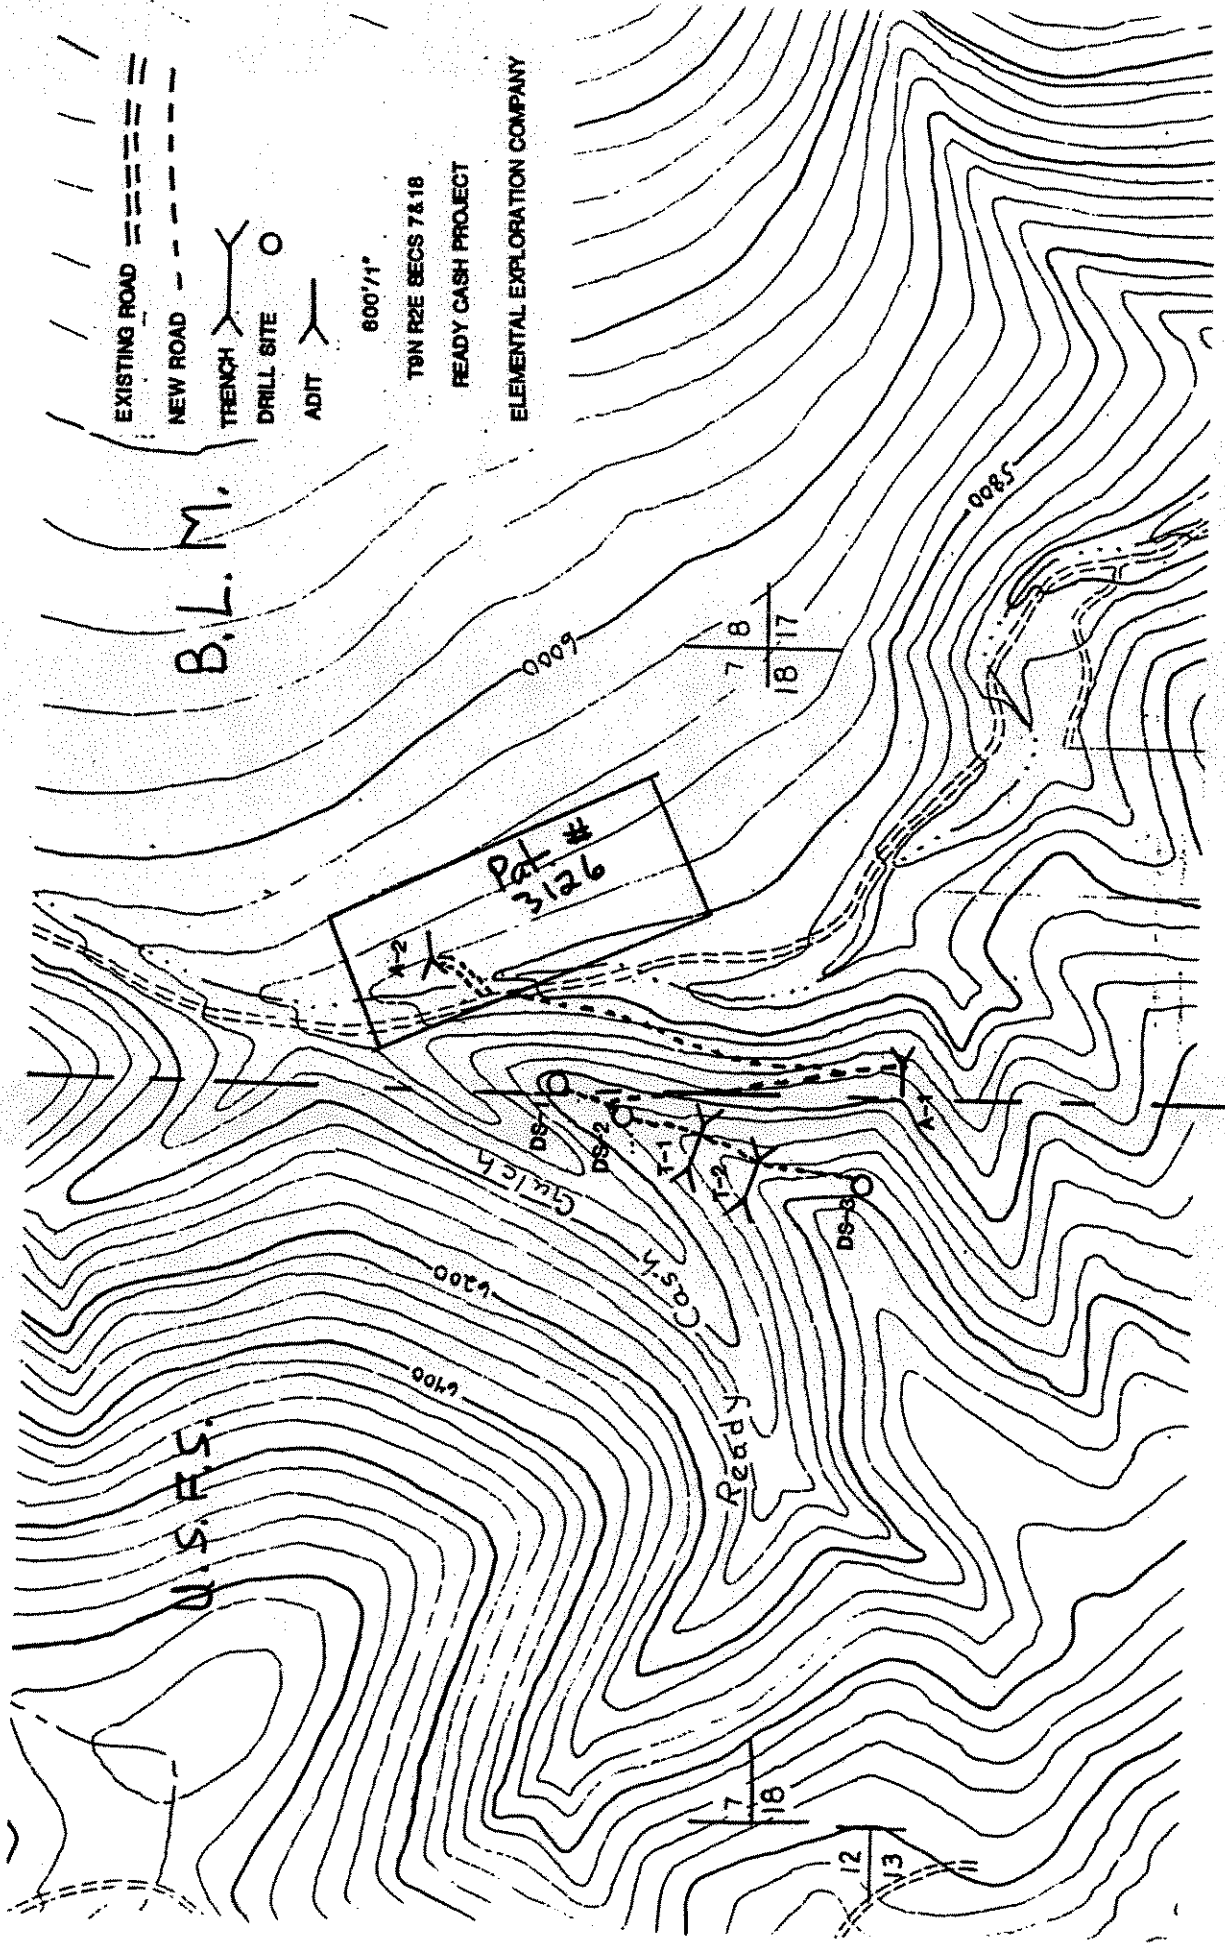 EXISTING ROAD
NEW ROAD
TRENCH
DRILL SITE
ADIT
800'/1"
T9N R2E SECS 7&18
READY CASH PROJECT
ELEMENTAL EXPLORATION COMPANY
B.L.M.
U.S.F.S.
6000
5800
6200
6400
7 8
18 17
Pat. #
3126
A-2
DS-1
DS-2
T-1
T-2
DS-3
A-1
Ready Cash Gulch
7
18
12
13